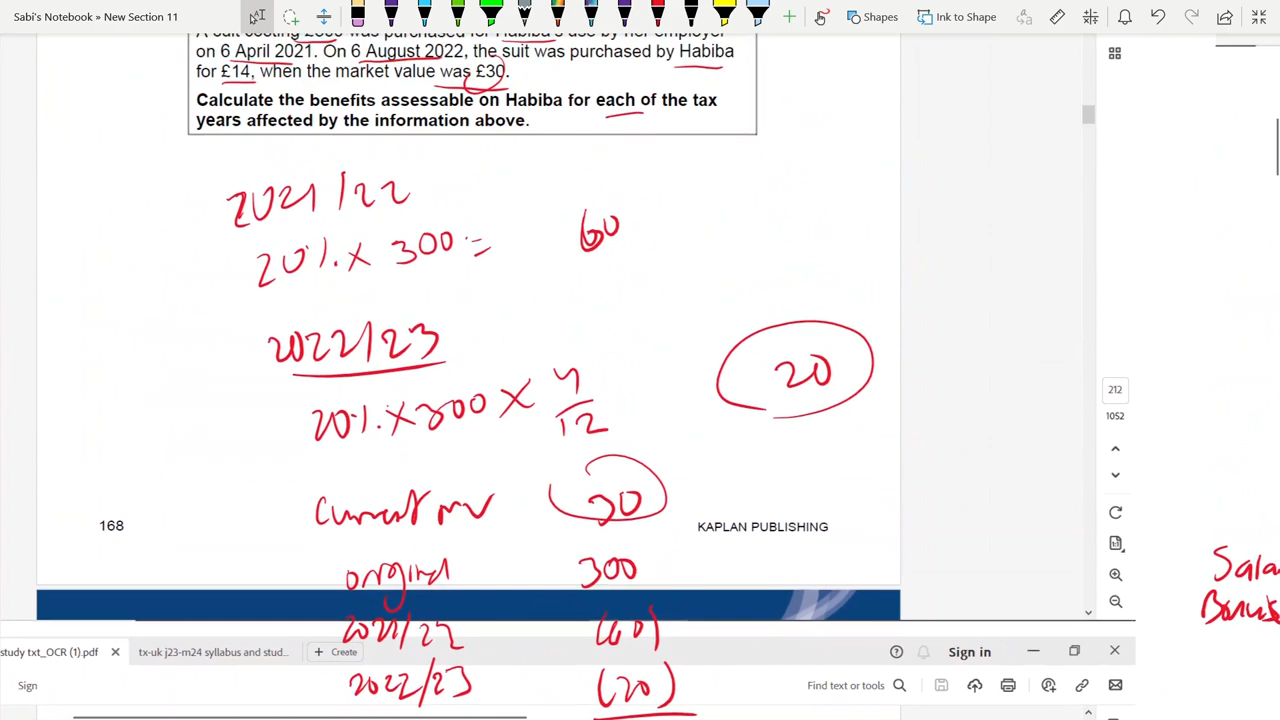 Sabi's Notebook » New Section 11
Shapes
Ink to Shape
on 6 April 2021. On 6 August 2022, the suit was purchased by Habiba
for £14, when the market value was £30.
Calculate the benefits assessable on Habiba for each of the tax
years affected by the information above.
2021/22
20% × 300 = 60
2022/23
20% × 300 × 4/12
20
Current mv 30
168
KAPLAN PUBLISHING
original 300
2021/22 (60)
2022/23 (20)
212
1052
Bonus
study txt_OCR (1).pdf
tx-uk j23-m24 syllabus and stud...
Create
Sign in
Sign
Find text or tools